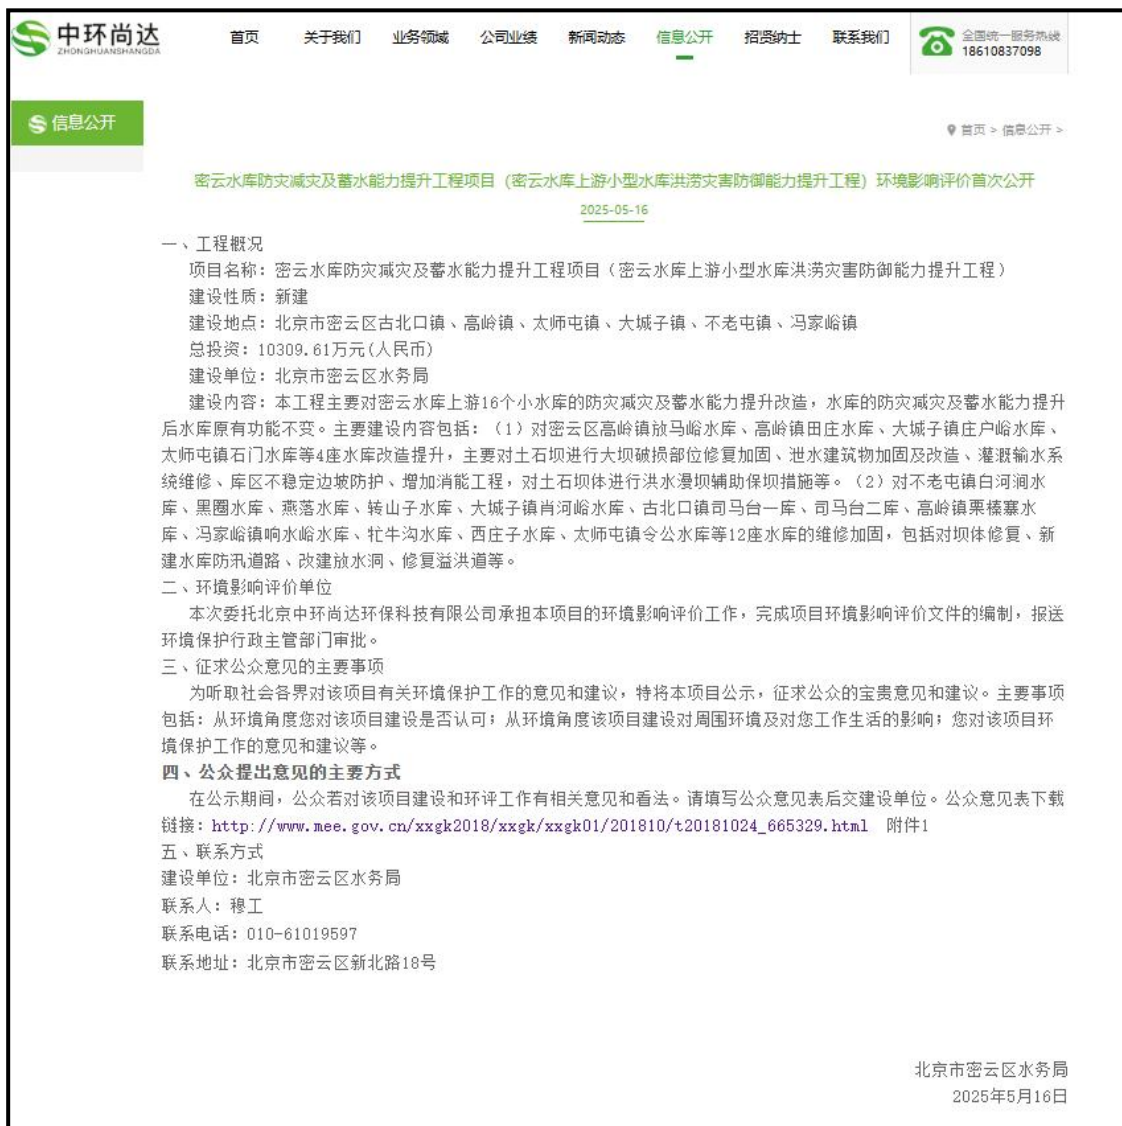 中环尚达
ZHONGHUANSHANGDA
首页 关于我们 业务领域 公司业绩 新闻动态 信息公开 招贤纳士 联系我们
全国统一服务热线
18610837098
信息公开
首页 > 信息公开 >
密云水库防灾减灾及蓄水能力提升工程项目（密云水库上游小型水库洪涝灾害防御能力提升工程）环境影响评价首次公开
2025-05-16
一、工程概况
项目名称：密云水库防灾减灾及蓄水能力提升工程项目（密云水库上游小型水库洪涝灾害防御能力提升工程）
建设性质：新建
建设地点：北京市密云区古北口镇、高岭镇、太师屯镇、大城子镇、不老屯镇、冯家峪镇
总投资：10309.61万元(人民币)
建设单位：北京市密云区水务局
建设内容：本工程主要对密云水库上游16个小水库的防灾减灾及蓄水能力提升改造，水库的防灾减灾及蓄水能力提升
后水库原有功能不变。主要建设内容包括：（1）对密云区高岭镇放马峪水库、高岭镇田庄水库、大城子镇庄户峪水库、
太师屯镇石门水库等4座水库改造提升，主要对土石坝进行大坝破损部位修复加固、泄水建筑物加固及改造、灌溉输水系
统维修、库区不稳定边坡防护、增加消能工程，对土石坝体进行洪水漫坝辅助保坝措施等。（2）对不老屯镇白河涧水
库、黑圈水库、燕落水库、转山子水库、大城子镇肖河峪水库、古北口镇司马台一库、司马台二库、高岭镇栗榛寨水
库、冯家峪镇响水峪水库、牤牛沟水库、西庄子水库、太师屯镇令公水库等12座水库的维修加固，包括对坝体修复、新
建水库防汛道路、改建放水洞、修复溢洪道等。
二、环境影响评价单位
本次委托北京中环尚达环保科技有限公司承担本项目的环境影响评价工作，完成项目环境影响评价文件的编制，报送
环境保护行政主管部门审批。
三、征求公众意见的主要事项
为听取社会各界对该项目有关环境保护工作的意见和建议，特将本项目公示，征求公众的宝贵意见和建议。主要事项
包括：从环境角度您对该项目建设是否认可；从环境角度该项目建设对周围环境及对您工作生活的影响；您对该项目环
境保护工作的意见和建议等。
四、公众提出意见的主要方式
在公示期间，公众若对该项目建设和环评工作有相关意见和看法。请填写公众意见表后交建设单位。公众意见表下载
链接：http://www.mee.gov.cn/xxgk2018/xxgk/xxgk01/201810/t20181024_665329.html 附件1
五、联系方式
建设单位：北京市密云区水务局
联系人：穆工
联系电话：010-61019597
联系地址：北京市密云区新北路18号
北京市密云区水务局
2025年5月16日